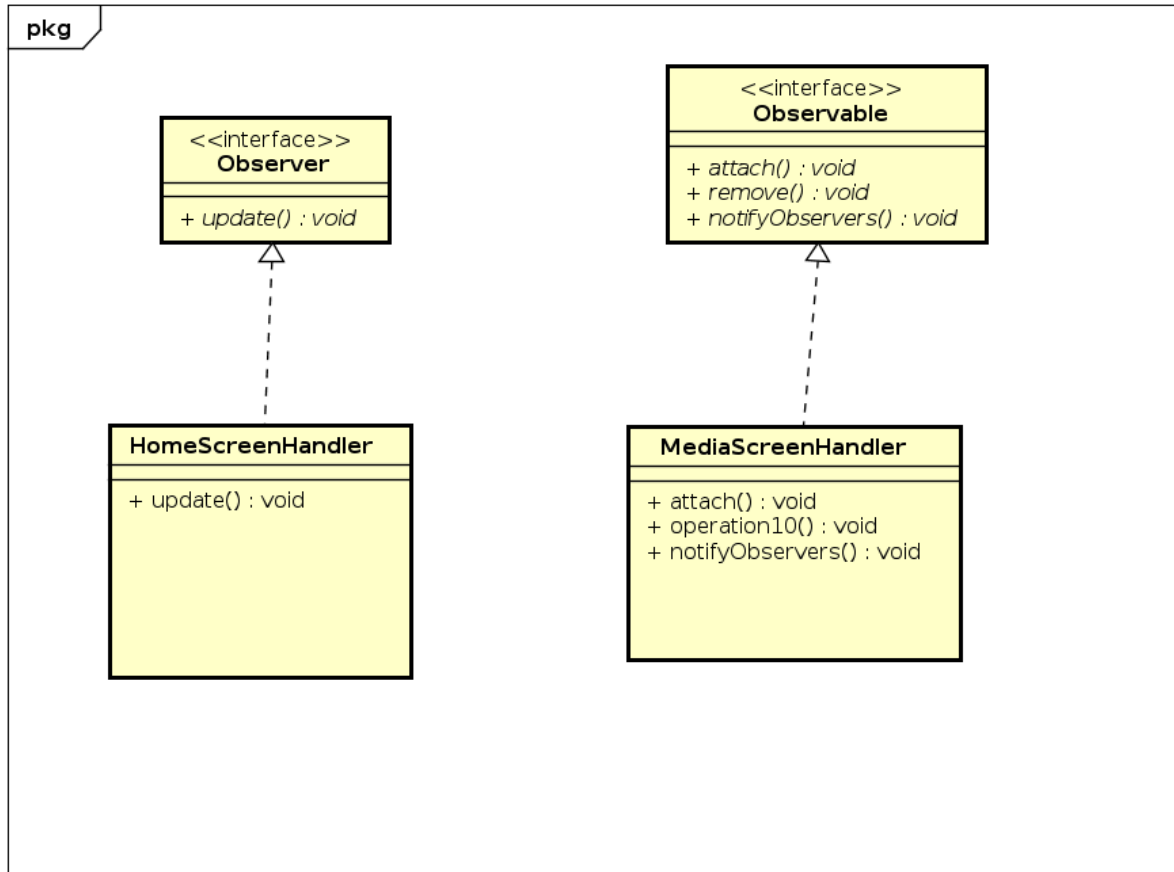 pkg
<<interface>>
Observer
+ update() : void
<<interface>>
Observable
+ attach() : void
+ remove() : void
+ notifyObservers() : void
HomeScreenHandler
+ update() : void
MediaScreenHandler
+ attach() : void
+ operation10() : void
+ notifyObservers() : void